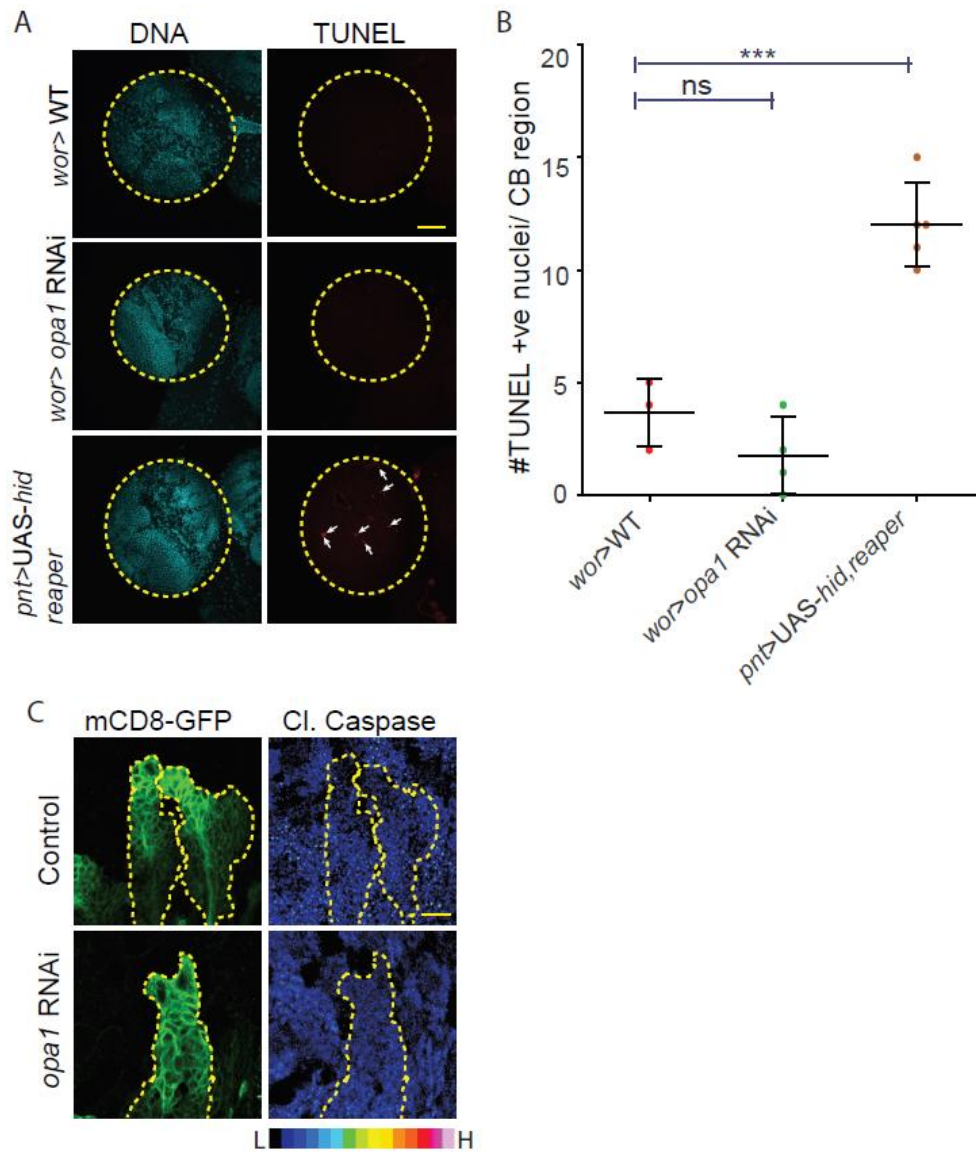 A
DNA
TUNEL
wor> WT
wor> opa1 RNAi
pnt>UAS-hid
reaper
B
#TUNEL +ve nuclei/ CB region
20
15
10
5
0
***
ns
wor>WT
wor>opa1 RNAi
pnt>UAS-hid,reaper
C
mCD8-GFP
Cl. Caspase
Control
opa1 RNAi
L
H